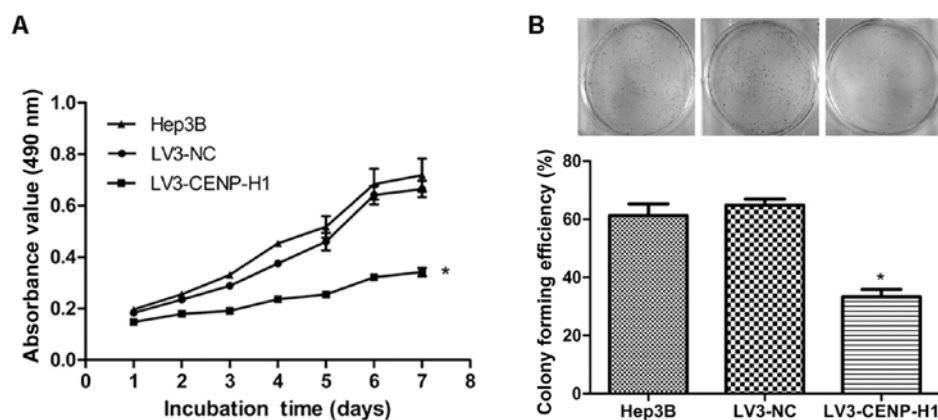 A
Absorbance value (490 nm)
1.0
0.8
0.6
0.4
0.2
0.0
Hep3B
LV3-NC
LV3-CENP-H1
*
0 1 2 3 4 5 6 7 8
Incubation time (days)
B
Colony forming efficiency (%)
80
60
40
20
0
*
Hep3B LV3-NC LV3-CENP-H1